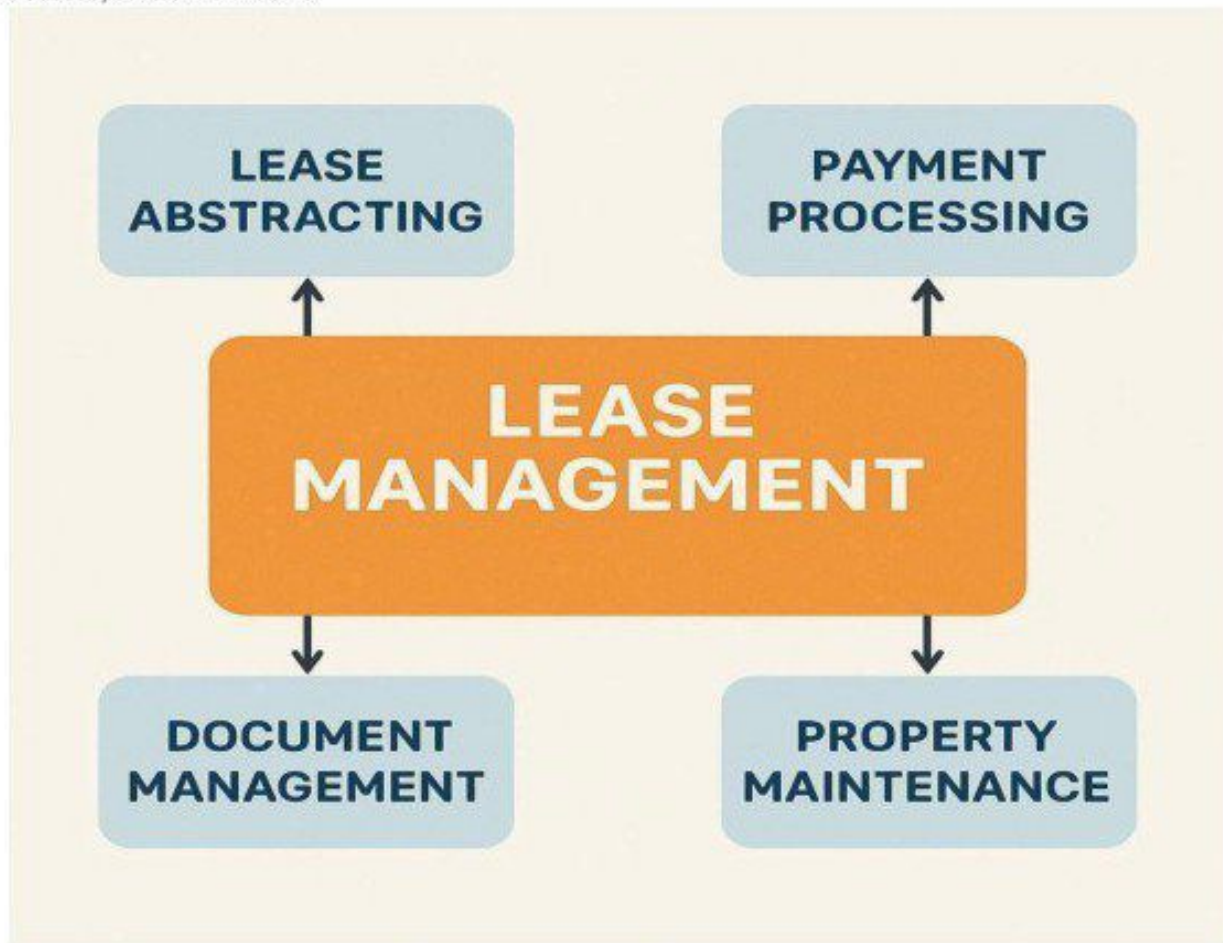 LEASE
ABSTRACTING
PAYMENT
PROCESSING
LEASE
MANAGEMENT
DOCUMENT
MANAGEMENT
PROPERTY
MAINTENANCE